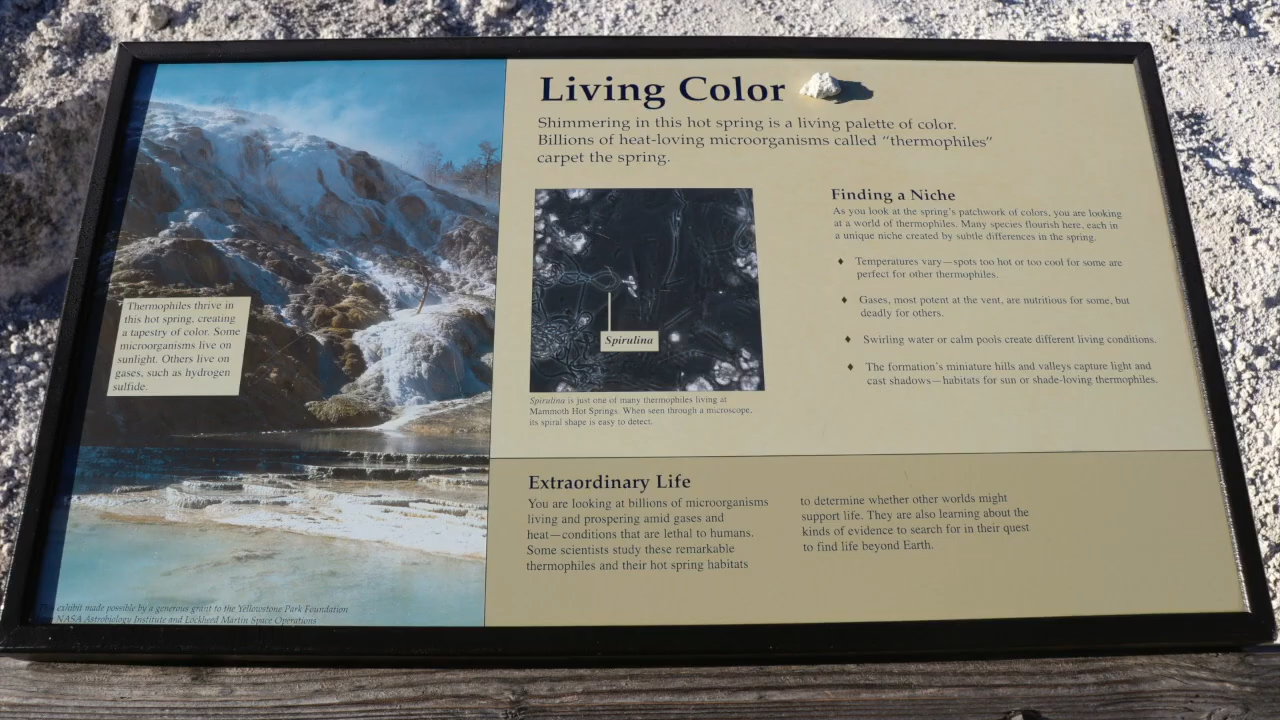 Living Color
Shimmering in this hot spring is a living palette of color.
Billions of heat-loving microorganisms called "thermophiles"
carpet the spring.
Thermophiles thrive in
this hot spring, creating
a tapestry of color. Some
microorganisms live on
sunlight. Others live on
gases, such as hydrogen
sulfide.
Spirulina
Spirulina is just one of many thermophiles living at
Mammoth Hot Springs. When seen through a microscope,
its spiral shape is easy to detect.
Finding a Niche
As you look at the spring's patchwork of colors, you are looking
at a world of thermophiles. Many species flourish here, each in
a unique niche created by subtle differences in the spring.
♦ Temperatures vary—spots too hot or too cool for some are
perfect for other thermophiles.
♦ Gases, most potent at the vent, are nutritious for some, but
deadly for others.
♦ Swirling water or calm pools create different living conditions.
♦ The formation's miniature hills and valleys capture light and
cast shadows—habitats for sun or shade-loving thermophiles.
Extraordinary Life
You are looking at billions of microorganisms
living and prospering amid gases and
heat—conditions that are lethal to humans.
Some scientists study these remarkable
thermophiles and their hot spring habitats
to determine whether other worlds might
support life. They are also learning about the
kinds of evidence to search for in their quest
to find life beyond Earth.
exhibit made possible by a generous grant to the Yellowstone Park Foundation
NASA Astrobiology Institute and Lockheed Martin Space Operations